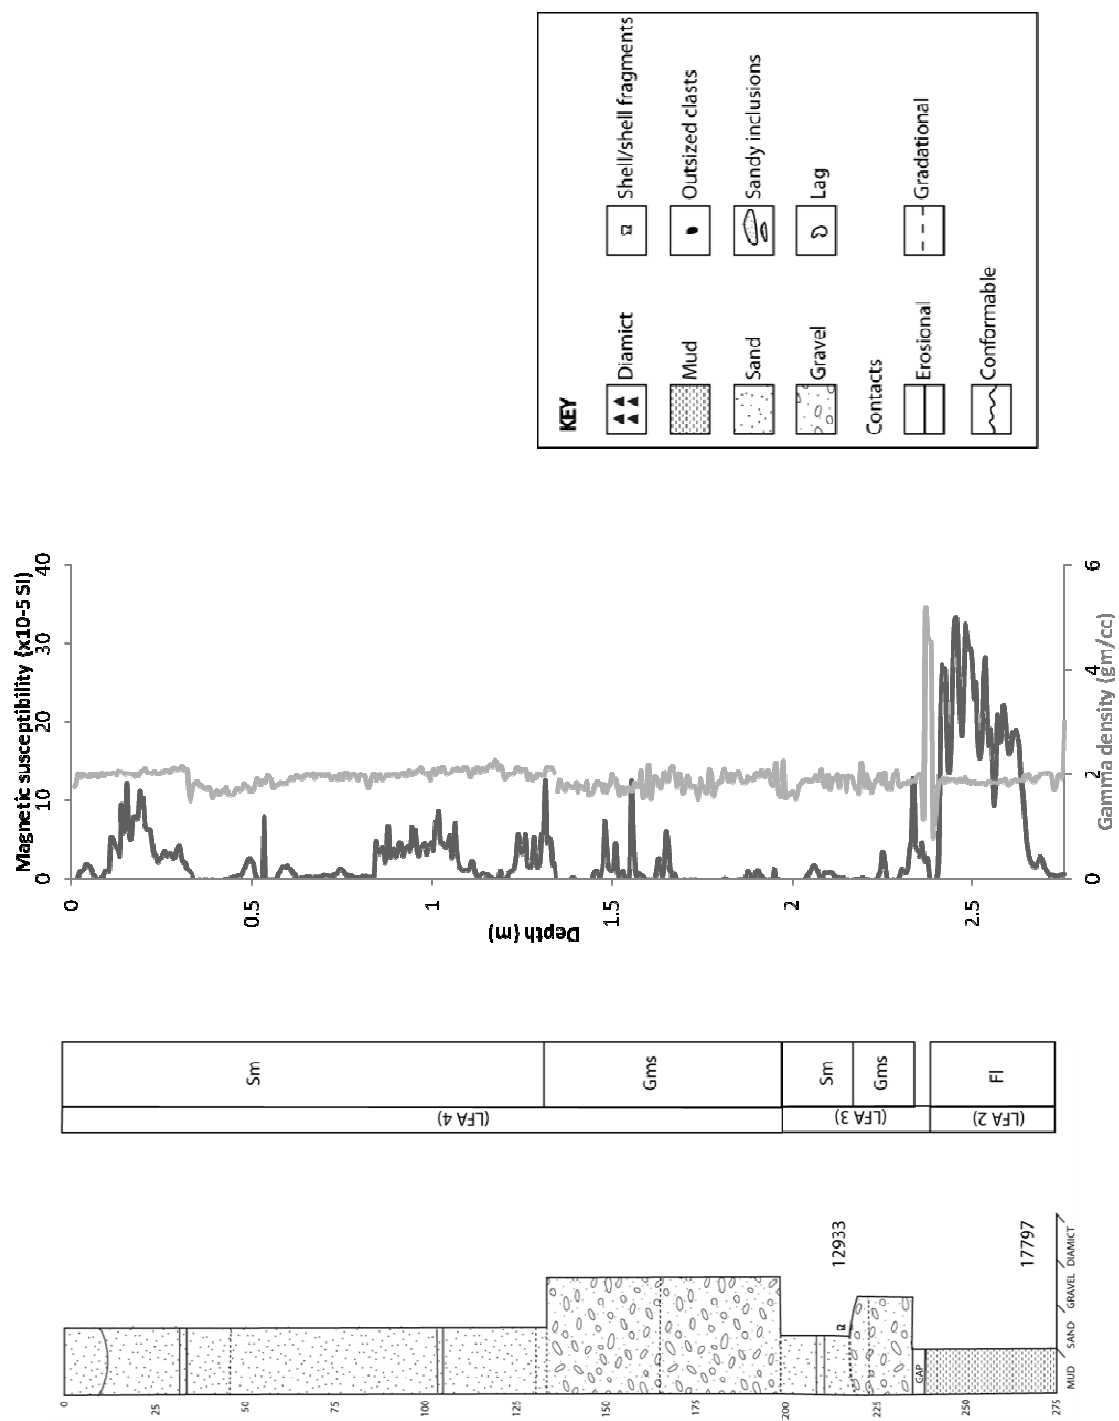 KEY
Diamict
Shell/shell fragments
Mud
Outsized clasts
Sand
Sandy inclusions
Gravel
Lag
Contacts
Erosional
Gradational
Conformable
Magnetic susceptibility (x10-5 SI)
0 10 20 30 40
Depth (m)
0
0.5
1
1.5
2
2.5
Gamma density (gm/cc)
0 2 4 6
Sm
Gms
Sm
Gms
Fl
(LFA 4)
(LFA 3)
(LFA 2)
0
25
50
75
100
125
150
175
200
225
250
275
12933
17797
GAP
MUD SAND GRAVEL DIAMICT